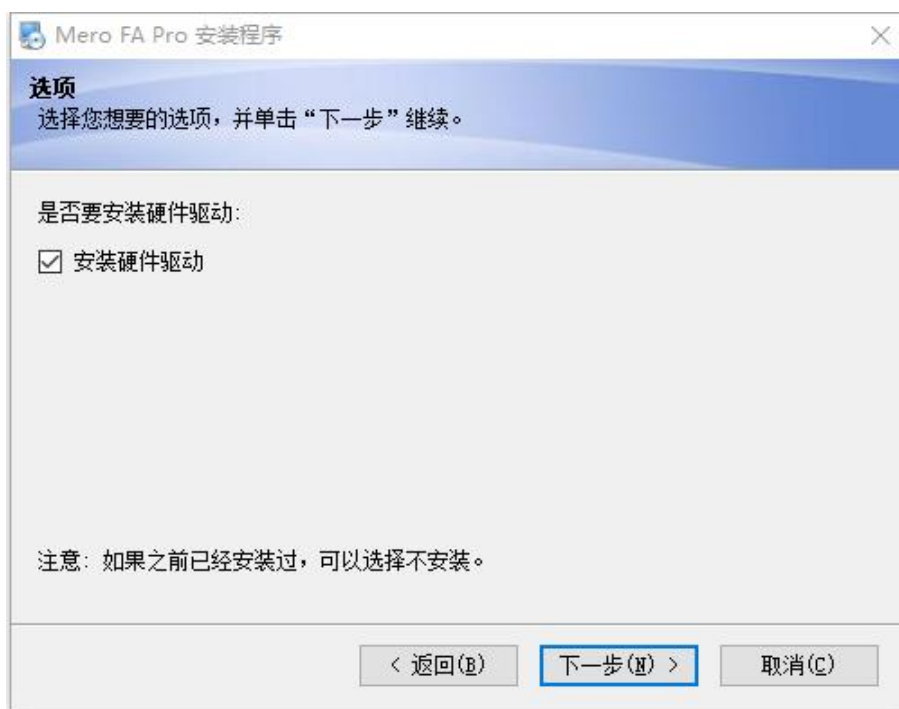 Mero FA Pro 安装程序
选项
选择您想要的选项，并单击“下一步”继续。
是否要安装硬件驱动:
安装硬件驱动
注意: 如果之前已经安装过，可以选择不安装。
< 返回(B)
下一步(N) >
取消(C)